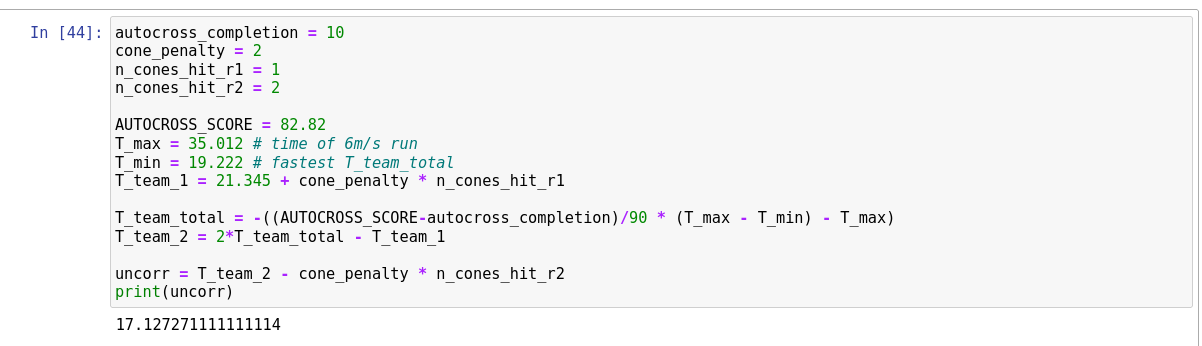 In [44]: autocross_completion = 10
cone_penalty = 2
n_cones_hit_r1 = 1
n_cones_hit_r2 = 2
AUTOCROSS_SCORE = 82.82
T_max = 35.012 # time of 6m/s run
T_min = 19.222 # fastest T_team_total
T_team_1 = 21.345 + cone_penalty * n_cones_hit_r1
T_team_total = -((AUTOCROSS_SCORE-autocross_completion)/90 * (T_max - T_min) - T_max)
T_team_2 = 2*T_team_total - T_team_1
uncorr = T_team_2 - cone_penalty * n_cones_hit_r2
print(uncorr)
17.127271111111114